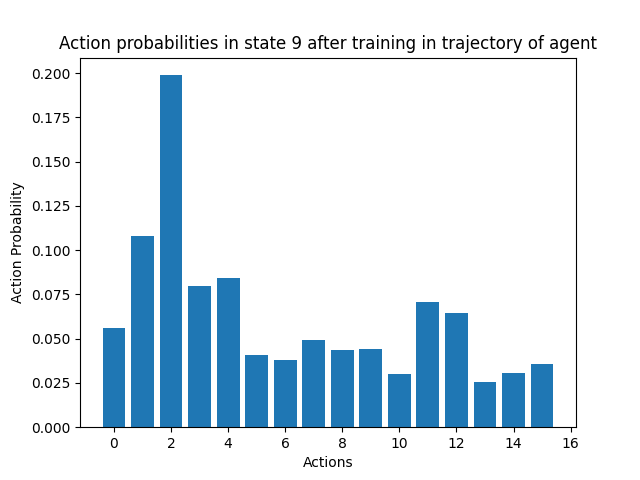 Action probabilities in state 9 after training in trajectory of agent
0.200
0.175
0.150
0.125
0.100
0.075
0.050
0.025
0.000
Action Probability
0 2 4 6 8 10 12 14 16
Actions